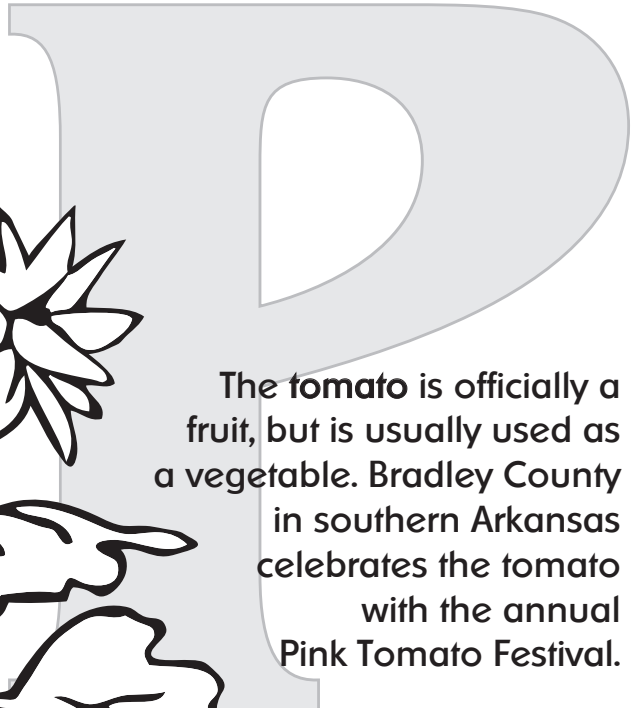 P
The tomato is officially a
fruit, but is usually used as
a vegetable. Bradley County
in southern Arkansas
celebrates the tomato
with the annual
Pink Tomato Festival.